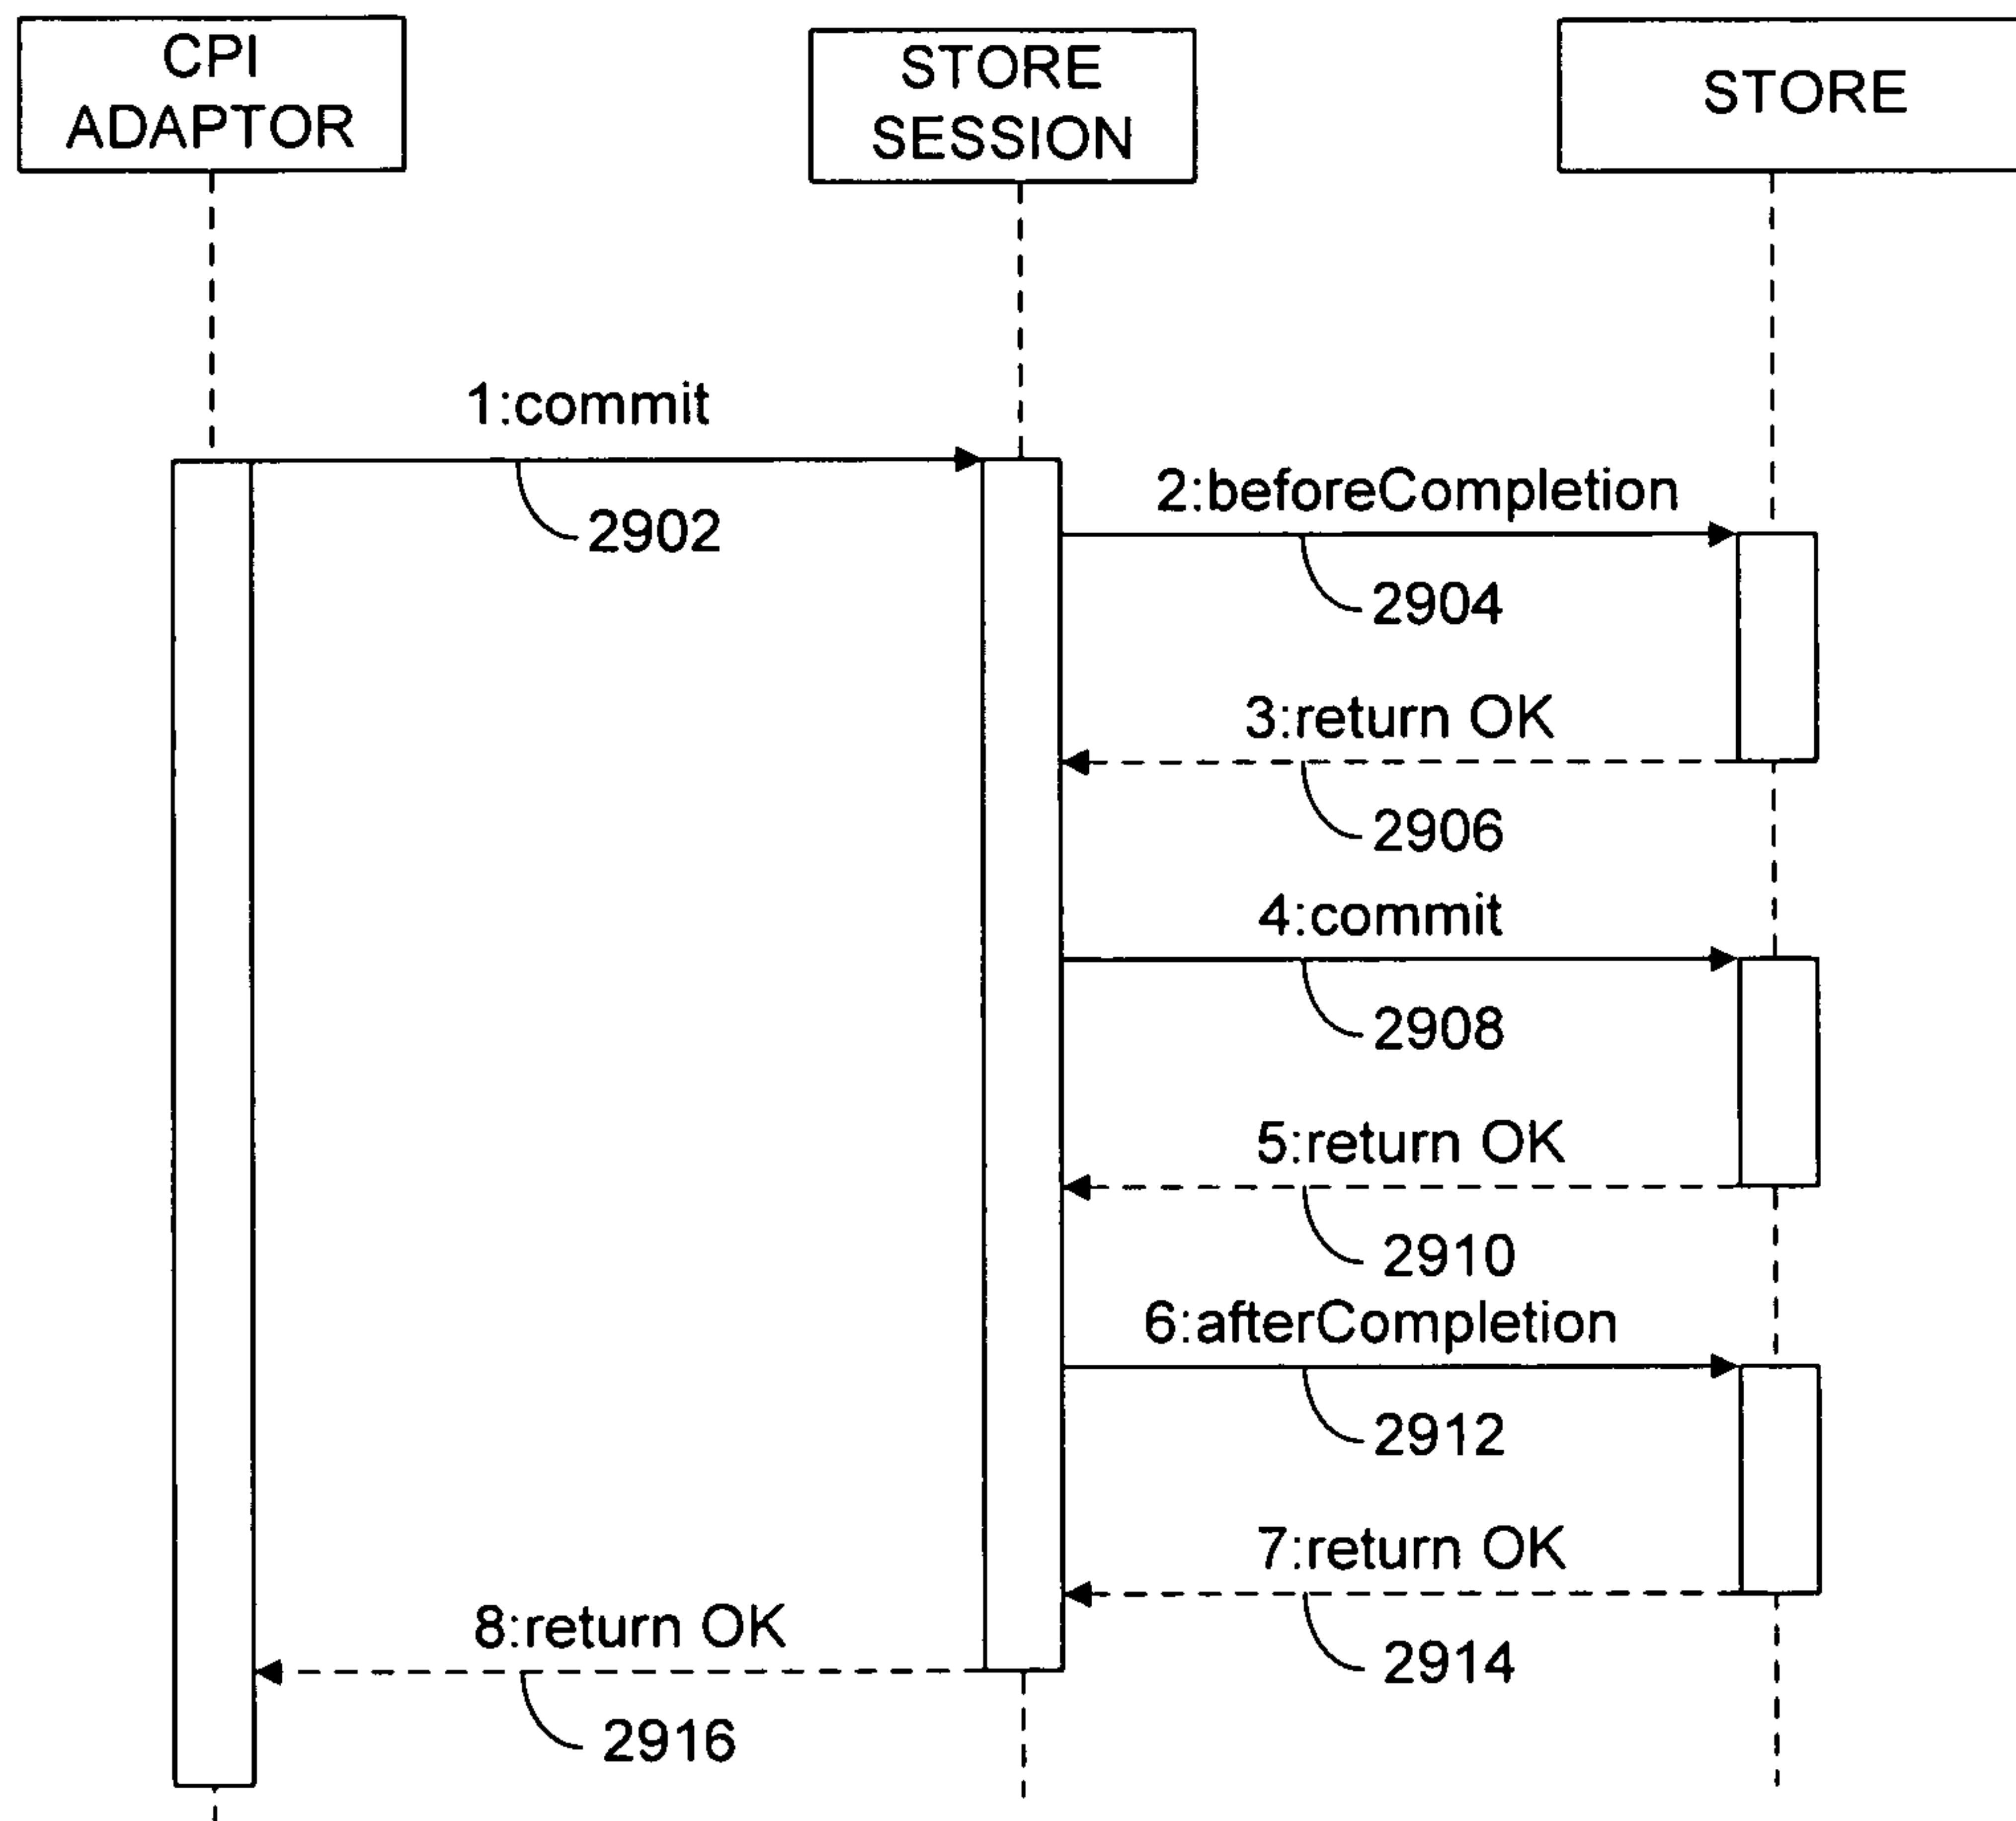 CPI
ADAPTOR
STORE
SESSION
STORE
1:commit
2902
2:beforeCompletion
2904
3:return OK
2906
4:commit
2908
5:return OK
2910
6:afterCompletion
2912
7:return OK
2914
8:return OK
2916